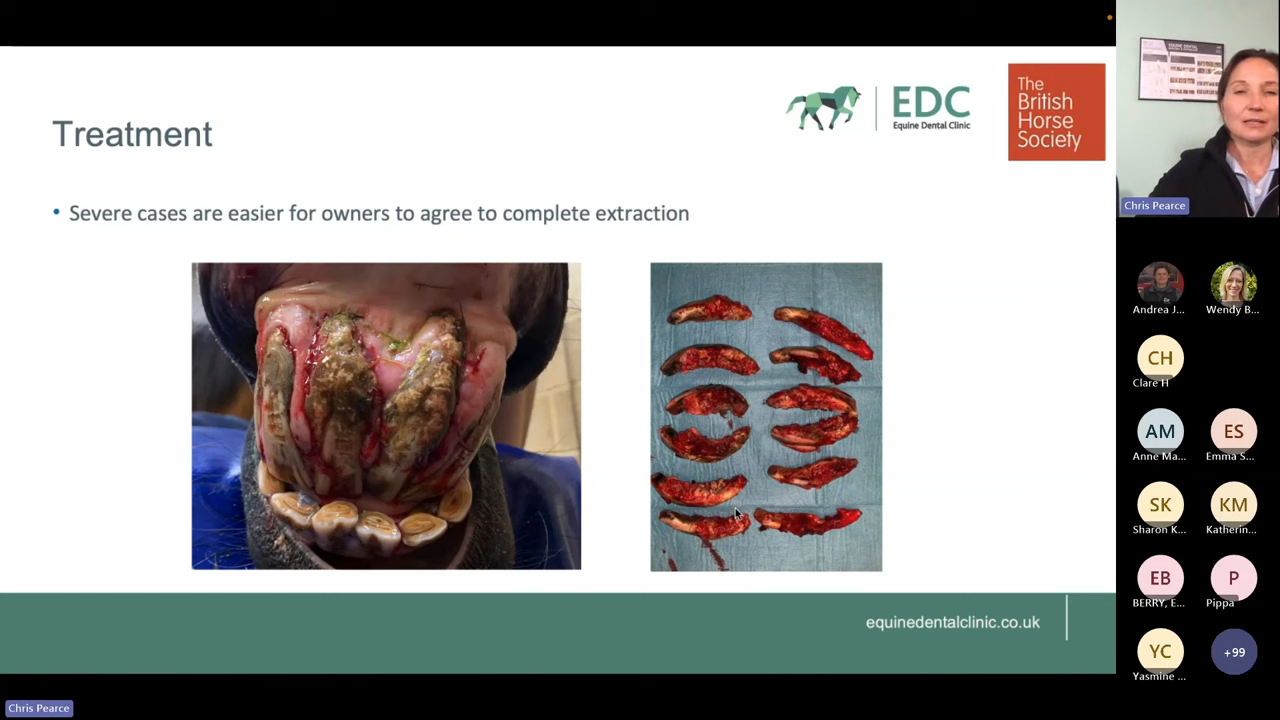 Treatment
EDC
Equine Dental Clinic
The
British
Horse
Society
• Severe cases are easier for owners to agree to complete extraction
equinedentalclinic.co.uk
Chris Pearce
EQUINE DENTAL
Chris Pearce
Andrea J...
Wendy B...
CH
Clare H
AM
Anne Ma...
ES
Emma S...
SK
Sharon K...
KM
Katherin...
EB
BERRY, E...
P
Pippa
YC
Yasmine ...
+99